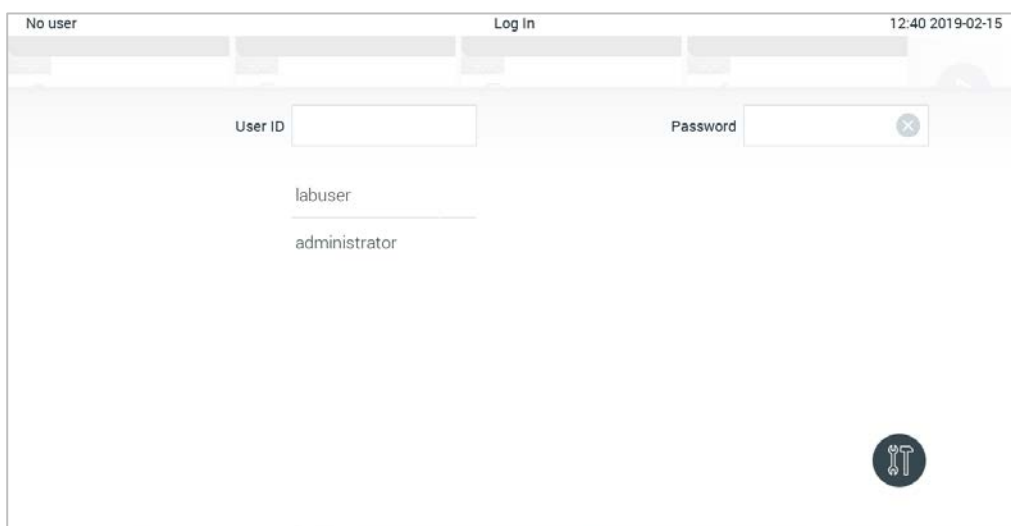 No user Log In 12:40 2019-02-15
User ID Password
labuser
administrator